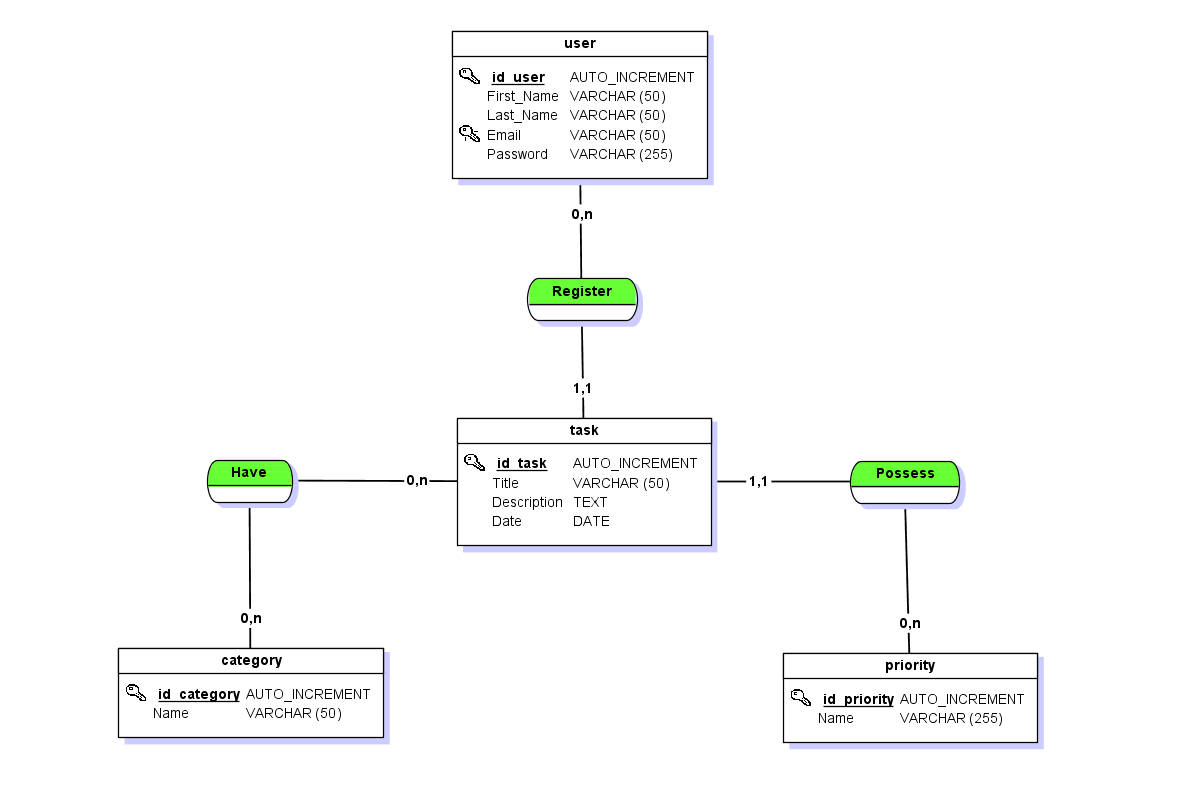 user
id_user AUTO_INCREMENT
First_Name VARCHAR (50)
Last_Name VARCHAR (50)
Email VARCHAR (50)
Password VARCHAR (255)
0,n
Register
1,1
task
id_task AUTO_INCREMENT
Title VARCHAR (50)
Description TEXT
Date DATE
Have
0,n
1,1
Possess
0,n
category
id_category AUTO_INCREMENT
Name VARCHAR (50)
0,n
priority
id_priority AUTO_INCREMENT
Name VARCHAR (255)